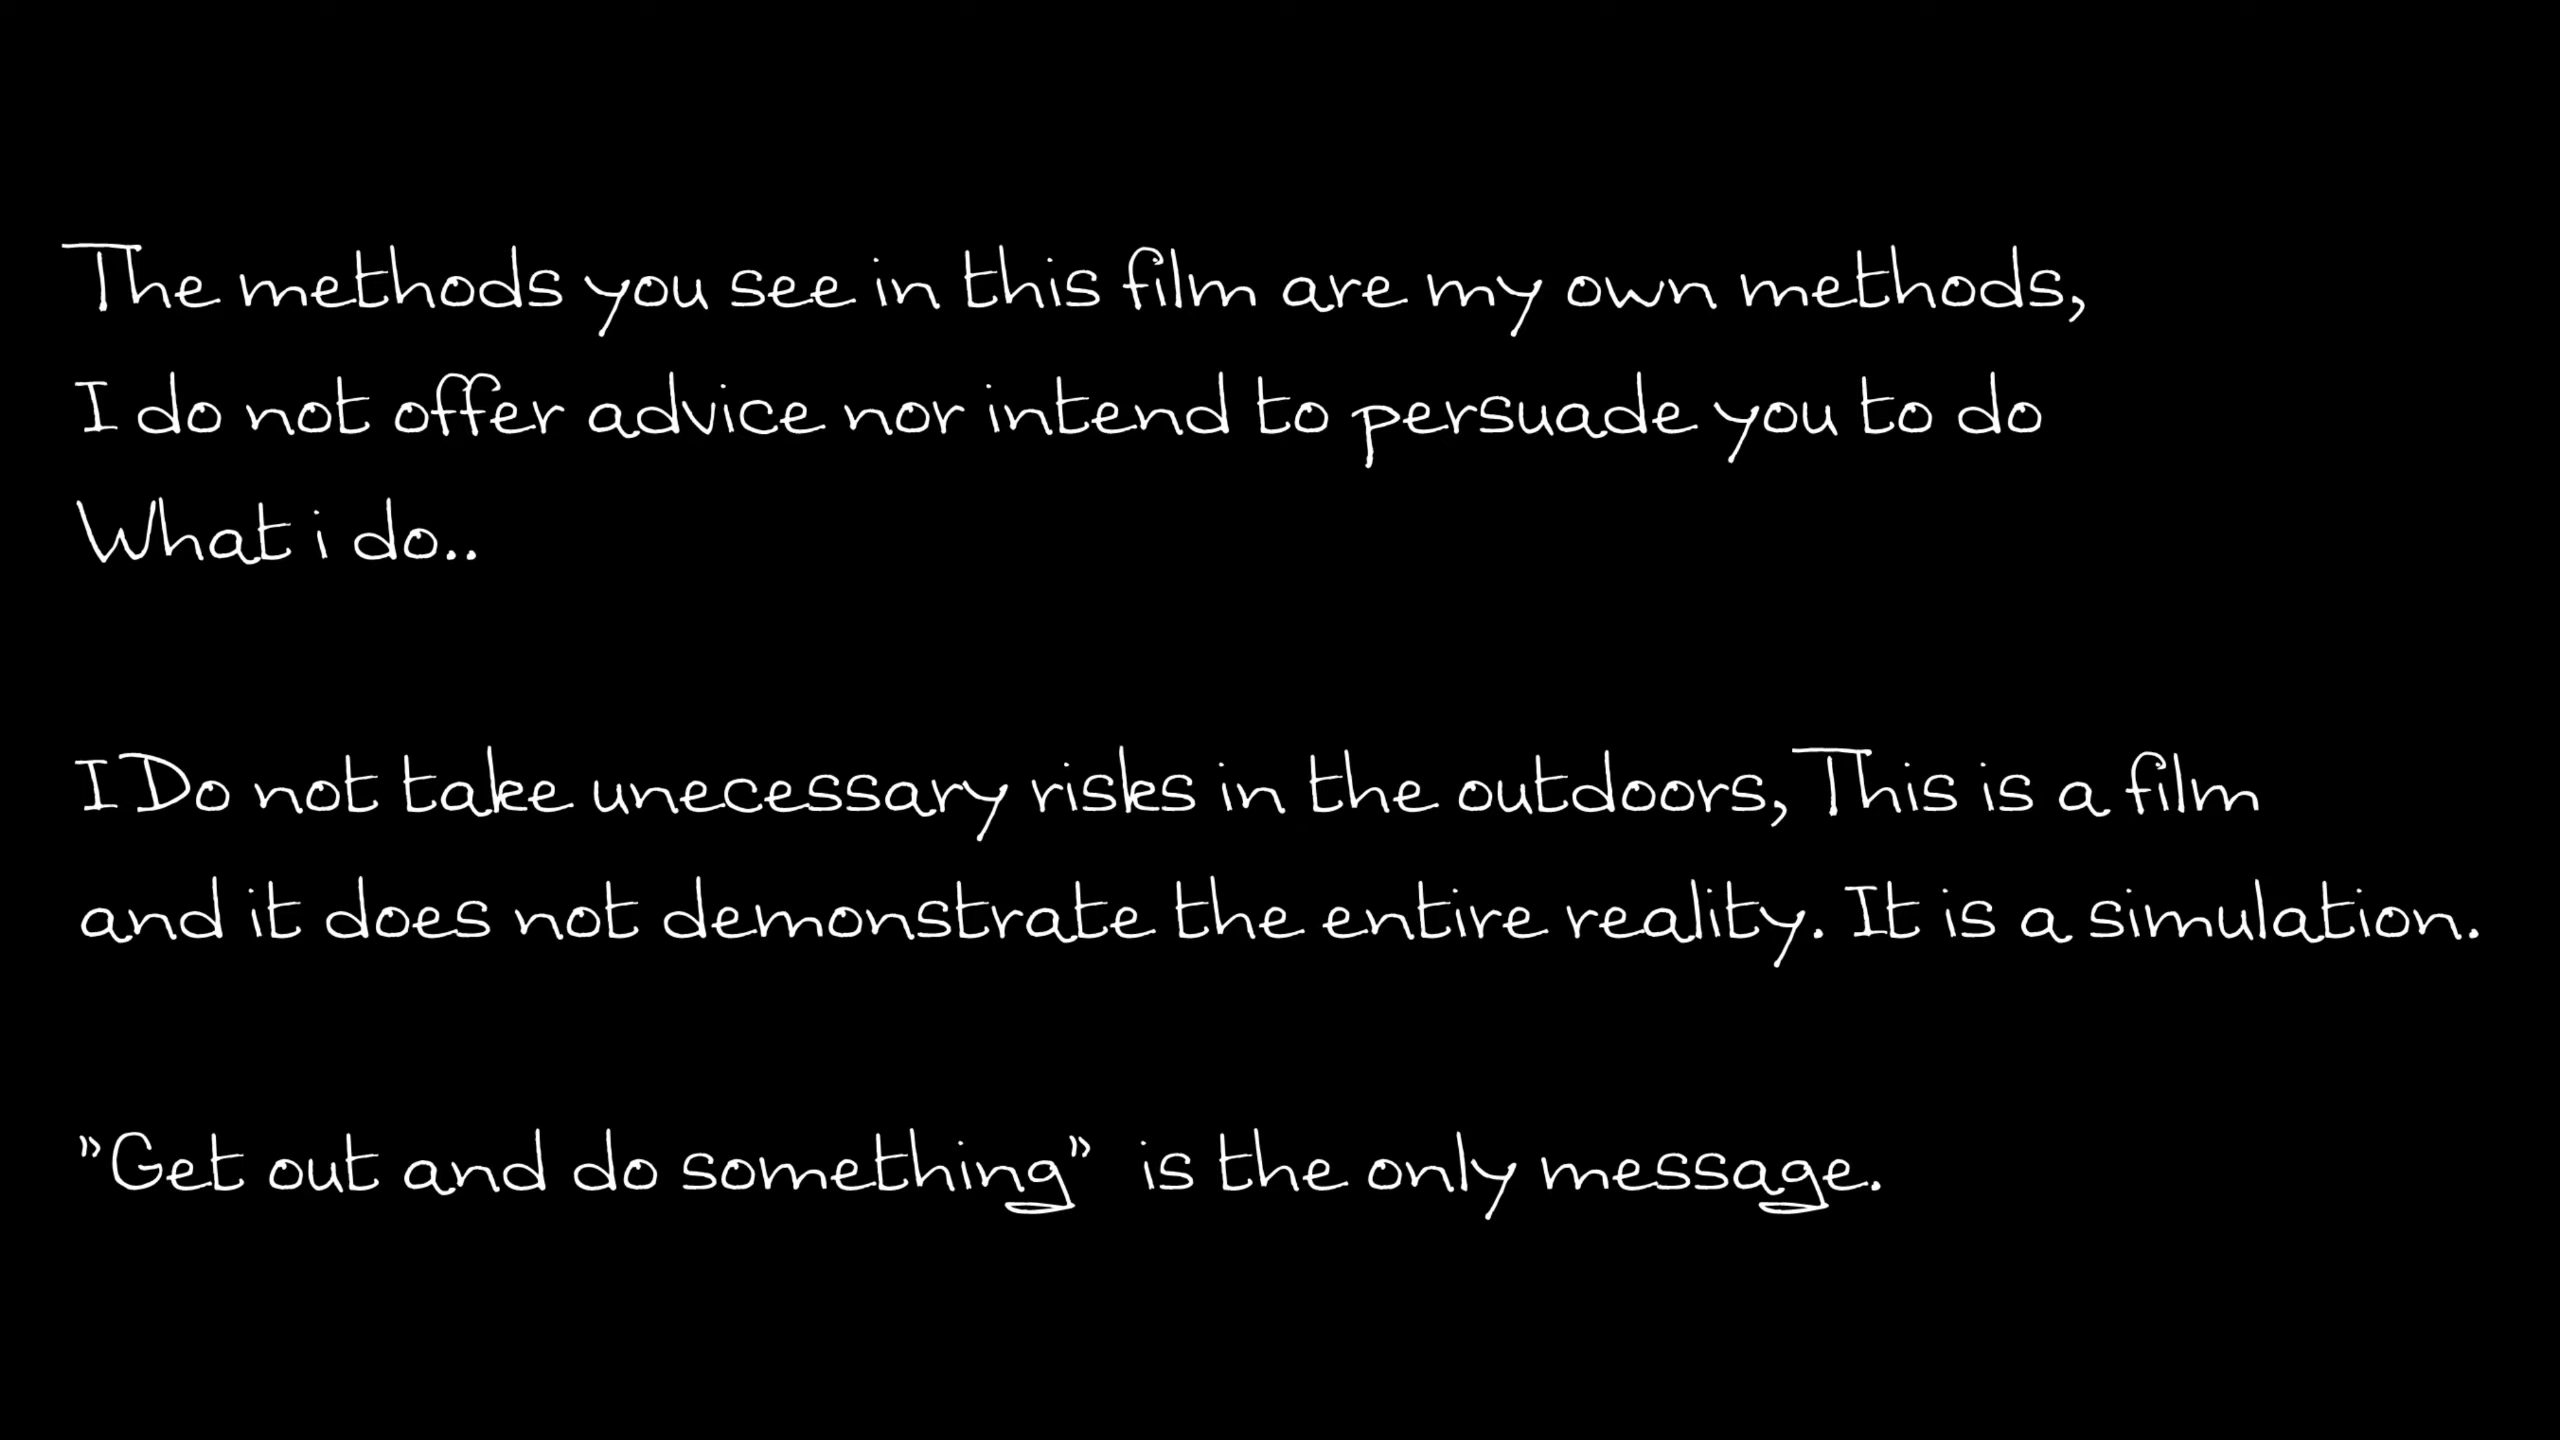 The methods you see in this film are my own methods,
I do not offer advice nor intend to persuade you to do
What i do..
I Do not take unecessary risks in the outdoors, This is a film
and it does not demonstrate the entire reality. It is a simulation.
”Get out and do something” is the only message.